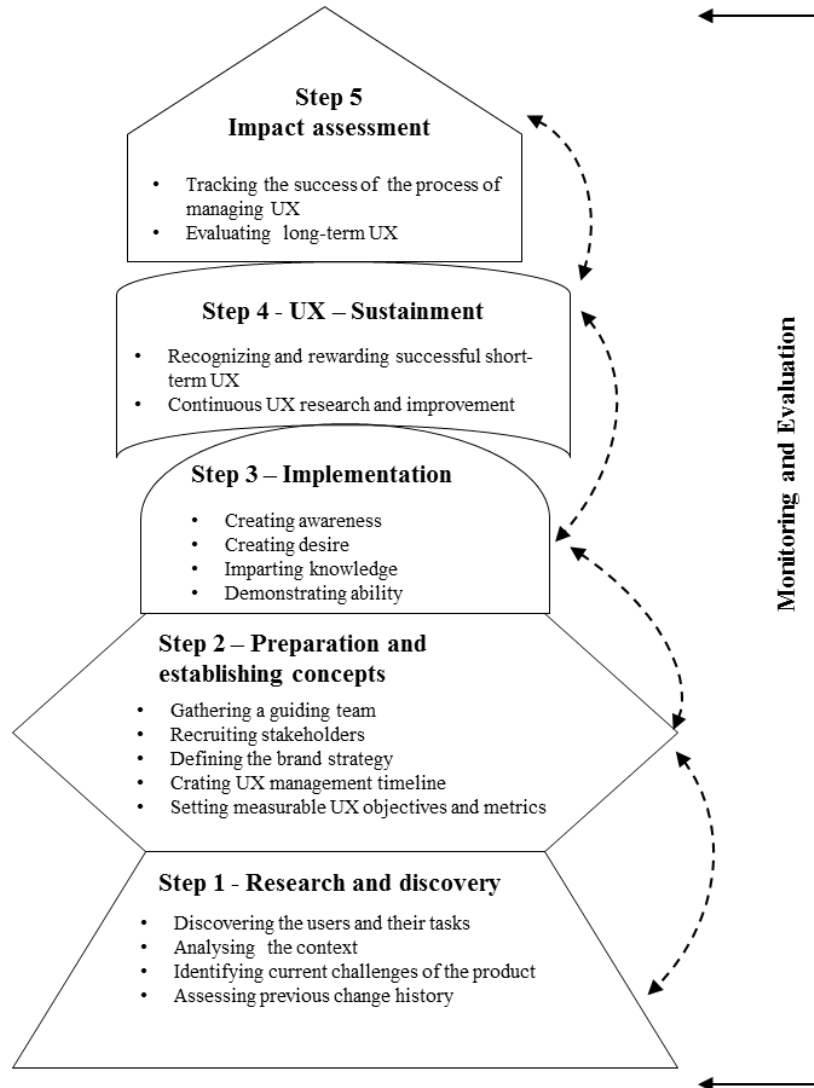 Step 5
Impact assessment
• Tracking the success of the process of
managing UX
• Evaluating long-term UX
Step 4 - UX – Sustainment
• Recognizing and rewarding successful short-
term UX
• Continuous UX research and improvement
Step 3 – Implementation
• Creating awareness
• Creating desire
• Imparting knowledge
• Demonstrating ability
Step 2 – Preparation and
establishing concepts
• Gathering a guiding team
• Recruiting stakeholders
• Defining the brand strategy
• Crating UX management timeline
• Setting measurable UX objectives and metrics
Step 1 - Research and discovery
• Discovering the users and their tasks
• Analysing the context
• Identifying current challenges of the product
• Assessing previous change history
Monitoring and Evaluation